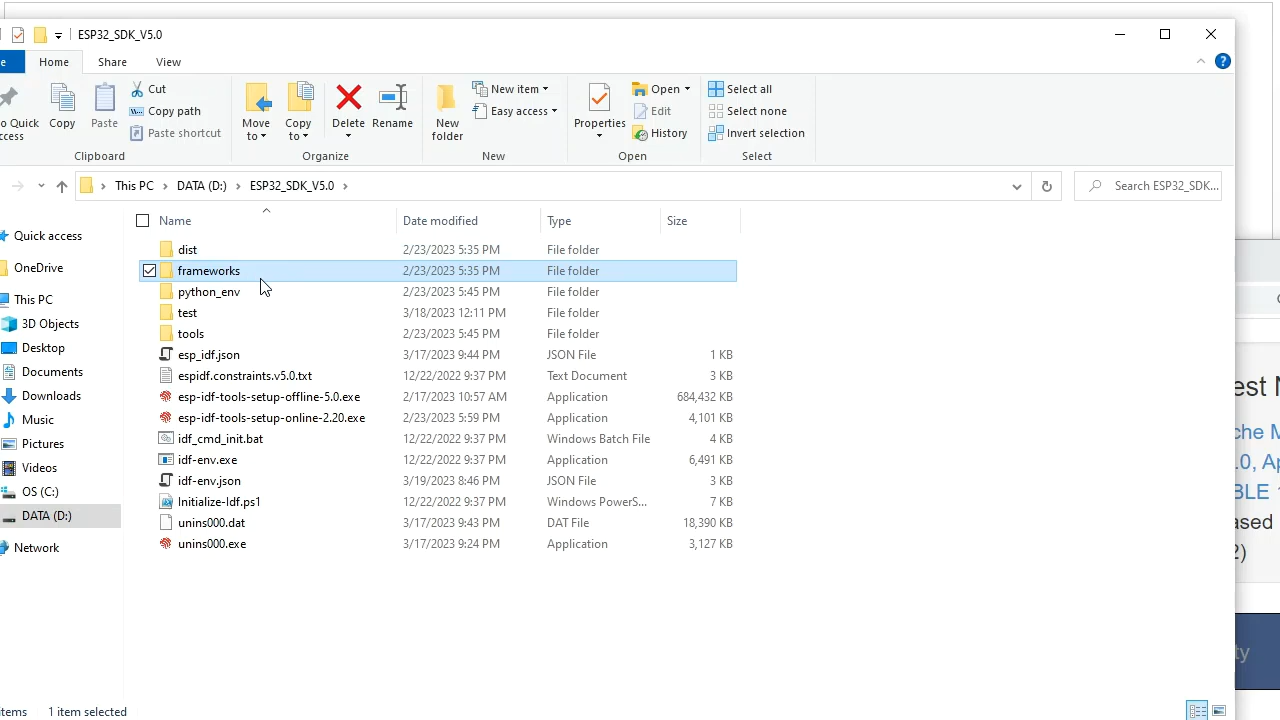 ESP32_SDK_V5.0
Home Share View
Quick
Copy
Paste
Cut
Copy path
Paste shortcut
Clipboard
Move to
Copy to
Delete
Rename
Organize
New folder
New item
Easy access
New
Properties
Open
Edit
History
Open
Select all
Select none
Invert selection
Select
This PC > DATA (D:) > ESP32_SDK_V5.0 >
Search ESP32_SDK...
Name Date modified Type Size
Quick access
OneDrive
This PC
3D Objects
Desktop
Documents
Downloads
Music
Pictures
Videos
OS (C:)
DATA (D:)
Network
dist 2/23/2023 5:35 PM File folder
frameworks 2/23/2023 5:35 PM File folder
python_env 2/23/2023 5:45 PM File folder
test 3/18/2023 12:11 PM File folder
tools 2/23/2023 5:45 PM File folder
esp_idf.json 3/17/2023 9:44 PM JSON File 1 KB
espidf.constraints.v5.0.txt 12/22/2022 9:37 PM Text Document 3 KB
esp-idf-tools-setup-offline-5.0.exe 2/17/2023 10:57 AM Application 684,432 KB
esp-idf-tools-setup-online-2.20.exe 2/23/2023 5:59 PM Application 4,101 KB
idf_cmd_init.bat 12/22/2022 9:37 PM Windows Batch File 4 KB
idf-env.exe 12/22/2022 9:37 PM Application 6,491 KB
idf-env.json 3/19/2023 8:46 PM JSON File 3 KB
Initialize-Idf.ps1 12/22/2022 9:37 PM Windows PowerS... 7 KB
unins000.dat 3/17/2023 9:43 PM DAT File 18,390 KB
unins000.exe 3/17/2023 9:24 PM Application 3,127 KB
1 item selected